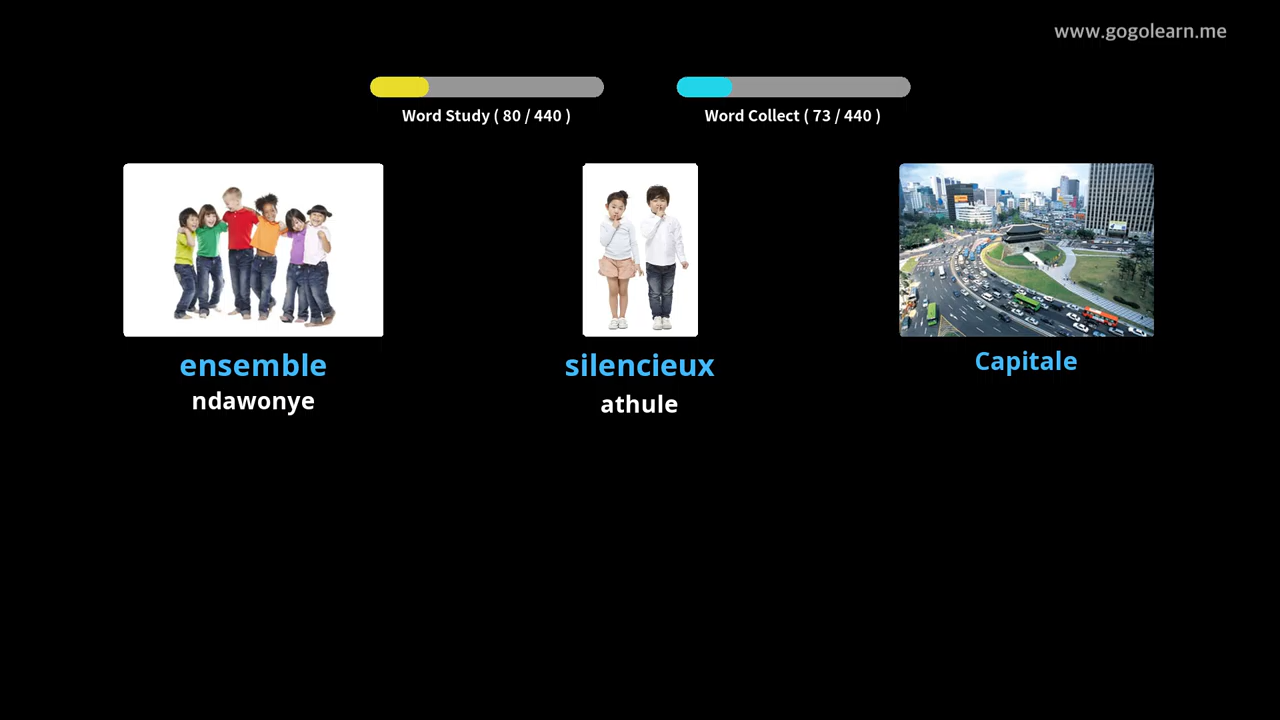 www.gogolearn.me
Word Study ( 80 / 440 )
Word Collect ( 73 / 440 )
ensemble
ndawonye
silencieux
athule
Capitale